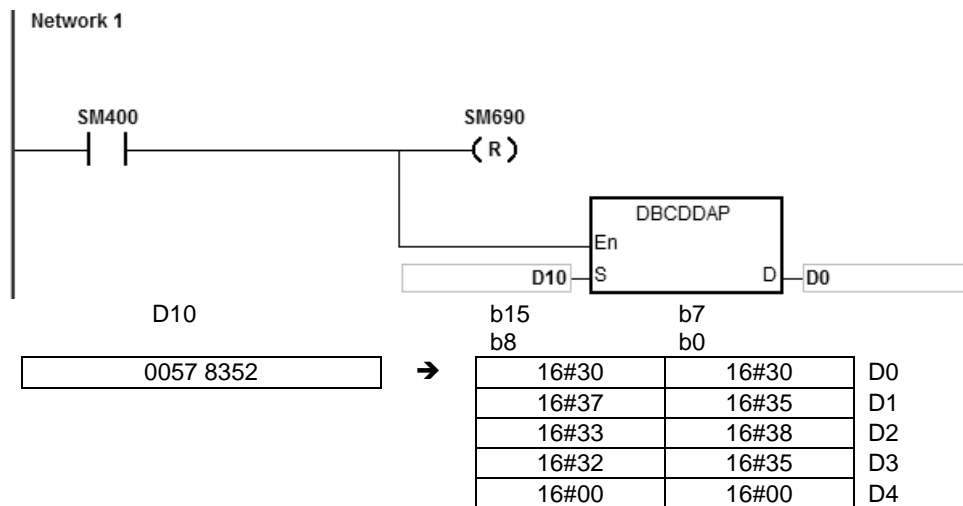 Network 1
SM400 SM690
R
DBCDDAP
En
D10 S D D0
D10 b15 b7
b8 b0
0057 8352 ➔ 16#30 16#30 D0
16#37 16#35 D1
16#33 16#38 D2
16#32 16#35 D3
16#00 16#00 D4